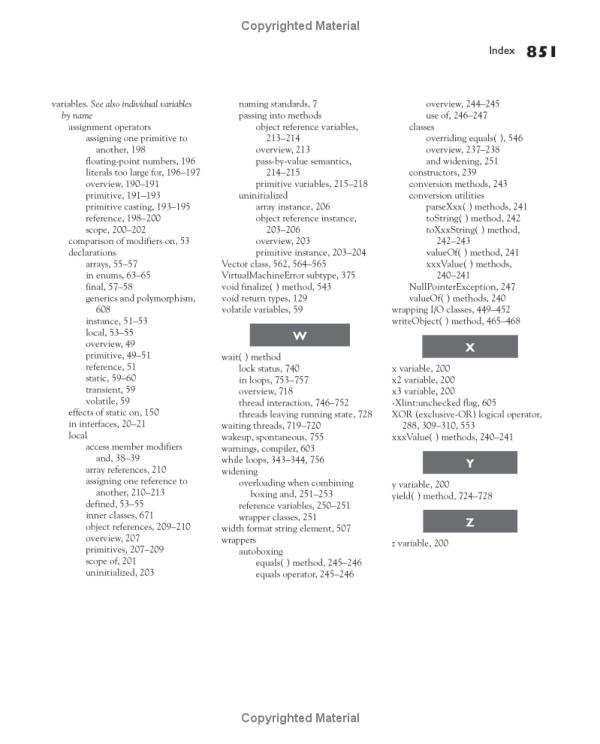 Copyrighted Material
Index 851
variables. See also individual variables
by name
assignment operators
assigning one primitive to
another, 198
floating-point numbers, 196
literals too large for, 196–197
overview, 190–191
primitive, 191–193
primitive casting, 193–195
reference, 198–200
scope, 200–202
comparison of modifiers on, 53
declarations
arrays, 55–57
in enums, 63–65
final, 57–58
generics and polymorphism,
608
instance, 51–53
local, 53–55
overview, 49
primitive, 49–51
reference, 51
static, 59–60
transient, 59
volatile, 59
effects of static on, 150
in interfaces, 20–21
local
access member modifiers
and, 38–39
array references, 210
assigning one reference to
another, 210–213
defined, 53–55
inner classes, 671
object references, 209–210
overview, 207
primitives, 207–209
scope of, 201
uninitialized, 203
naming standards, 7
passing into methods
object reference variables,
213–214
overview, 213
pass-by-value semantics,
214–215
primitive variables, 215–218
uninitialized
array instance, 206
object reference instance,
203–206
overview, 203
primitive instance, 203–204
Vector class, 562, 564–565
VirtualMachineError subtype, 375
void finalize( ) method, 543
void return types, 129
volatile variables, 59
W
wait( ) method
lock status, 740
in loops, 753–757
overview, 718
thread interaction, 746–752
threads leaving running state, 728
waiting threads, 719–720
wakeup, spontaneous, 755
warnings, compiler, 603
while loops, 343–344, 756
widening
overloading when combining
boxing and, 251–253
reference variables, 250–251
wrapper classes, 251
width format string element, 507
wrappers
autoboxing
equals( ) method, 245–246
equals operator, 245–246
overview, 244–245
use of, 246–247
classes
overriding equals( ), 546
overview, 237–238
and widening, 251
constructors, 239
conversion methods, 243
conversion utilities
parseXxx( ) methods, 241
toString( ) method, 242
toXxxString( ) method,
242–243
valueOf( ) method, 241
xxxValue( ) methods,
240–241
NullPointerException, 247
valueOf( ) methods, 240
wrapping I/O classes, 449–452
writeObject( ) method, 465–468
X
x variable, 200
x2 variable, 200
x3 variable, 200
-Xlint:unchecked flag, 605
XOR (exclusive-OR) logical operator,
288, 309–310, 553
xxxValue( ) methods, 240–241
Y
y variable, 200
yield( ) method, 724–728
Z
z variable, 200
Copyrighted Material